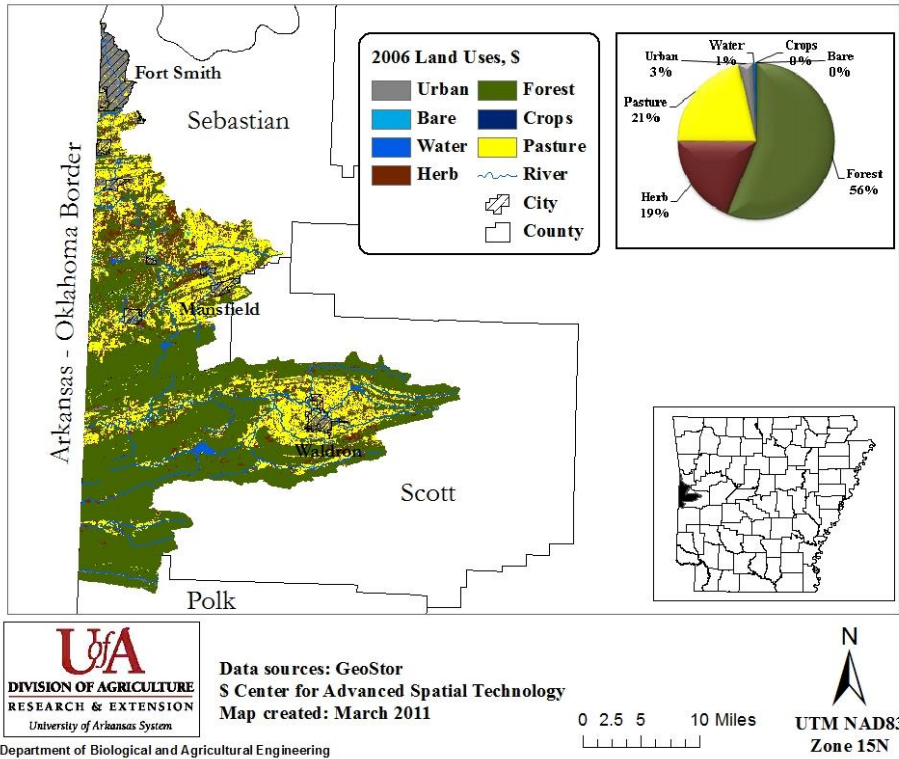 Fort Smith
Sebastian
Arkansas - Oklahoma Border
Mansfield
Waldron
Scott
Polk
2006 Land Uses, $
Urban
Forest
Bare
Crops
Water
Pasture
Herb
River
City
County
Water
1%
Crops
0%
Bare
0%
Urban
3%
Pasture
21%
Herb
19%
Forest
56%
UofA
DIVISION OF AGRICULTURE
RESEARCH & EXTENSION
University of Arkansas System
Department of Biological and Agricultural Engineering
Data sources: GeoStor
$ Center for Advanced Spatial Technology
Map created: March 2011
0 2.5 5 10 Miles
N
UTM NAD83
Zone 15N